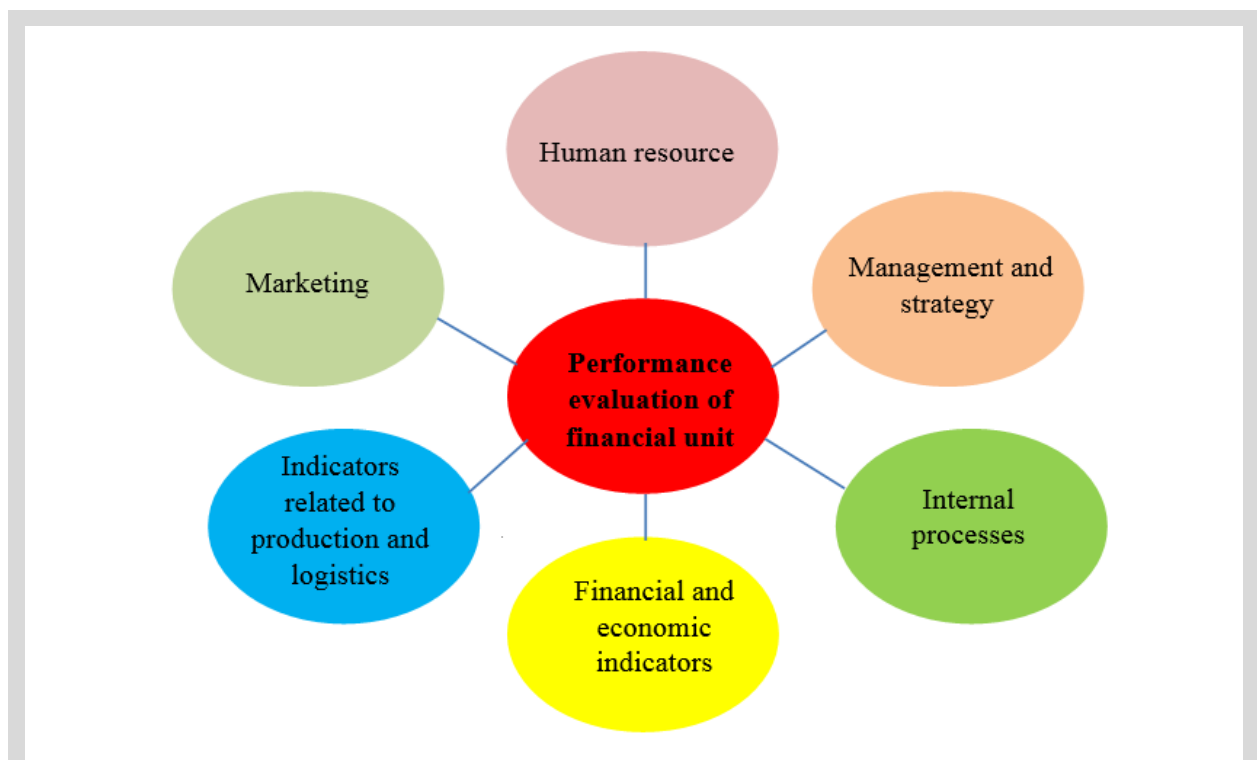 Human resource
Marketing
Management and
strategy
Performance
evaluation of
financial unit
Indicators
related to
production and
logistics
Internal
processes
Financial and
economic
indicators